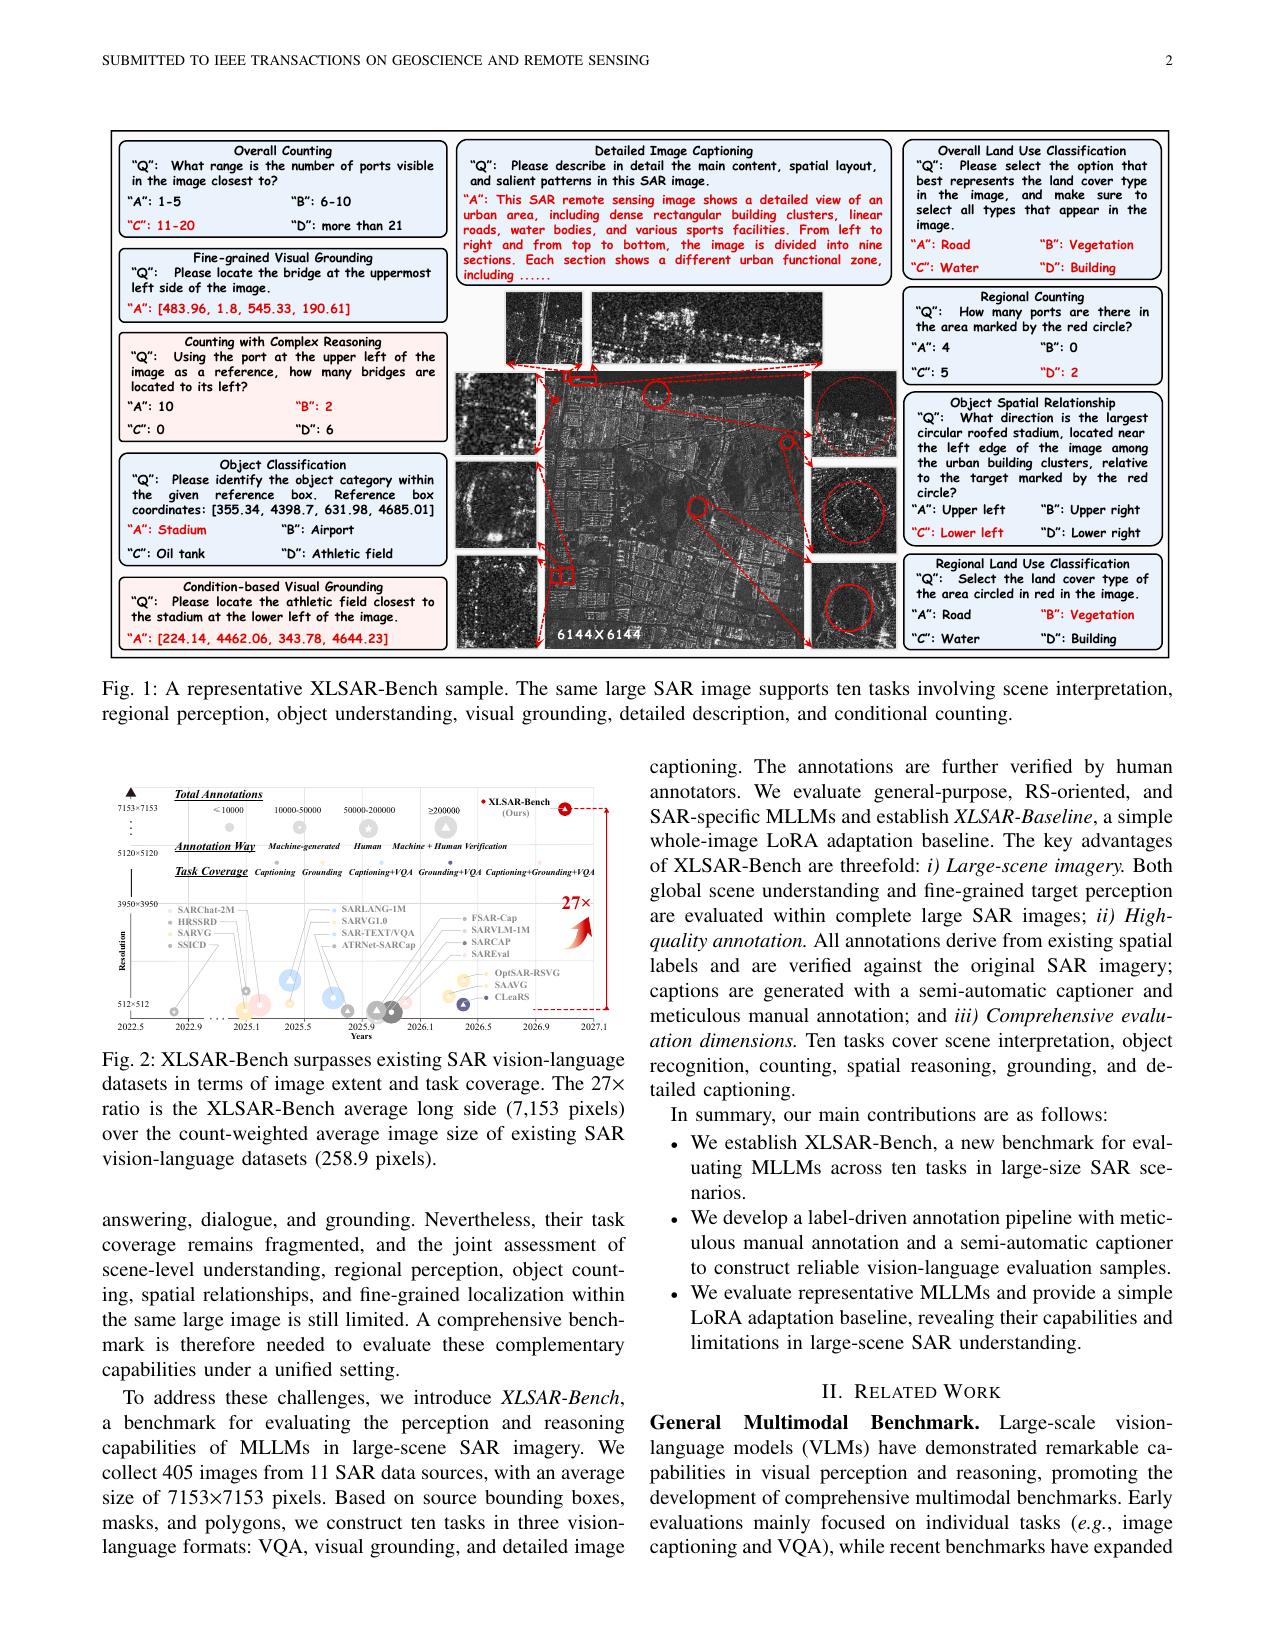 SUBMITTED TO IEEE TRANSACTIONS ON GEOSCIENCE AND REMOTE SENSING 2
Overall Counting
“Q”: What range is the number of ports visible
in the image closest to?
“A”: 1-5 “B”: 6-10
“C”: 11-20 “D”: more than 21
Fine-grained Visual Grounding
“Q”: Please locate the bridge at the uppermost
left side of the image.
“A”: [483.96, 1.8, 545.33, 190.61]
Counting with Complex Reasoning
“Q”: Using the port at the upper left of the
image as a reference, how many bridges are
located to its left?
“A”: 10 “B”: 2
“C”: 0 “D”: 6
Object Classification
“Q”: Please identify the object category within
the given reference box. Reference box
coordinates: [355.34, 4398.7, 631.98, 4685.01]
“A”: Stadium “B”: Airport
“C”: Oil tank “D”: Athletic field
Condition-based Visual Grounding
“Q”: Please locate the athletic field closest to
the stadium at the lower left of the image.
“A”: [224.14, 4462.06, 343.78, 4644.23]
Detailed Image Captioning
“Q”: Please describe in detail the main content, spatial layout,
and salient patterns in this SAR image.
“A”: This SAR remote sensing image shows a detailed view of an
urban area, including dense rectangular building clusters, linear
roads, water bodies, and various sports facilities. From left to
right and from top to bottom, the image is divided into nine
sections. Each section shows a different urban functional zone,
including ......
6144X6144
Overall Land Use Classification
“Q”: Please select the option that
best represents the land cover type
in the image, and make sure to
select all types that appear in the
image.
“A”: Road “B”: Vegetation
“C”: Water “D”: Building
Regional Counting
“Q”: How many ports are there in
the area marked by the red circle?
“A”: 4 “B”: 0
“C”: 5 “D”: 2
Object Spatial Relationship
“Q”: What direction is the largest
circular roofed stadium, located near
the left edge of the image among
the urban building clusters, relative
to the target marked by the red
circle?
“A”: Upper left “B”: Upper right
“C”: Lower left “D”: Lower right
Regional Land Use Classification
“Q”: Select the land cover type of
the area circled in red in the image.
“A”: Road “B”: Vegetation
“C”: Water “D”: Building
Fig. 1: A representative XLSAR-Bench sample. The same large SAR image supports ten tasks involving scene interpretation,
regional perception, object understanding, visual grounding, detailed description, and conditional counting.
Total Annotations
≤10000 10000-50000 50000-200000 ≥200000
XLSAR-Bench
(Ours)
Annotation Way Machine-generated Human Machine + Human Verification
Task Coverage Captioning Grounding Captioning+VQA Grounding+VQA Captioning+Grounding+VQA
7153×7153
5120×5120
3950×3950
512×512
Resolution
27×
SARChat-2M
HRSSRD
SARVG
SSICD
SARLANG-1M
SARVG1.0
SAR-TEXT/VQA
ATRNet-SARCap
FSAR-Cap
SARVLM-1M
SARCAP
SAREval
OptSAR-RSVG
SAAVG
CLeaRS
2022.5 2022.9 2025.1 2025.5 2025.9 2026.1 2026.5 2026.9 2027.1
Years
Fig. 2: XLSAR-Bench surpasses existing SAR vision-language
datasets in terms of image extent and task coverage. The 27×
ratio is the XLSAR-Bench average long side (7,153 pixels)
over the count-weighted average image size of existing SAR
vision-language datasets (258.9 pixels).
answering, dialogue, and grounding. Nevertheless, their task
coverage remains fragmented, and the joint assessment of
scene-level understanding, regional perception, object count-
ing, spatial relationships, and fine-grained localization within
the same large image is still limited. A comprehensive bench-
mark is therefore needed to evaluate these complementary
capabilities under a unified setting.
To address these challenges, we introduce XLSAR-Bench,
a benchmark for evaluating the perception and reasoning
capabilities of MLLMs in large-scene SAR imagery. We
collect 405 images from 11 SAR data sources, with an average
size of 7153×7153 pixels. Based on source bounding boxes,
masks, and polygons, we construct ten tasks in three vision-
language formats: VQA, visual grounding, and detailed image
captioning. The annotations are further verified by human
annotators. We evaluate general-purpose, RS-oriented, and
SAR-specific MLLMs and establish XLSAR-Baseline, a simple
whole-image LoRA adaptation baseline. The key advantages
of XLSAR-Bench are threefold: i) Large-scene imagery. Both
global scene understanding and fine-grained target perception
are evaluated within complete large SAR images; ii) High-
quality annotation. All annotations derive from existing spatial
labels and are verified against the original SAR imagery;
captions are generated with a semi-automatic captioner and
meticulous manual annotation; and iii) Comprehensive evalu-
ation dimensions. Ten tasks cover scene interpretation, object
recognition, counting, spatial reasoning, grounding, and de-
tailed captioning.
In summary, our main contributions are as follows:
• We establish XLSAR-Bench, a new benchmark for eval-
uating MLLMs across ten tasks in large-size SAR sce-
narios.
• We develop a label-driven annotation pipeline with metic-
ulous manual annotation and a semi-automatic captioner
to construct reliable vision-language evaluation samples.
• We evaluate representative MLLMs and provide a simple
LoRA adaptation baseline, revealing their capabilities and
limitations in large-scene SAR understanding.
II. RELATED WORK
General Multimodal Benchmark. Large-scale vision-
language models (VLMs) have demonstrated remarkable ca-
pabilities in visual perception and reasoning, promoting the
development of comprehensive multimodal benchmarks. Early
evaluations mainly focused on individual tasks (e.g., image
captioning and VQA), while recent benchmarks have expanded